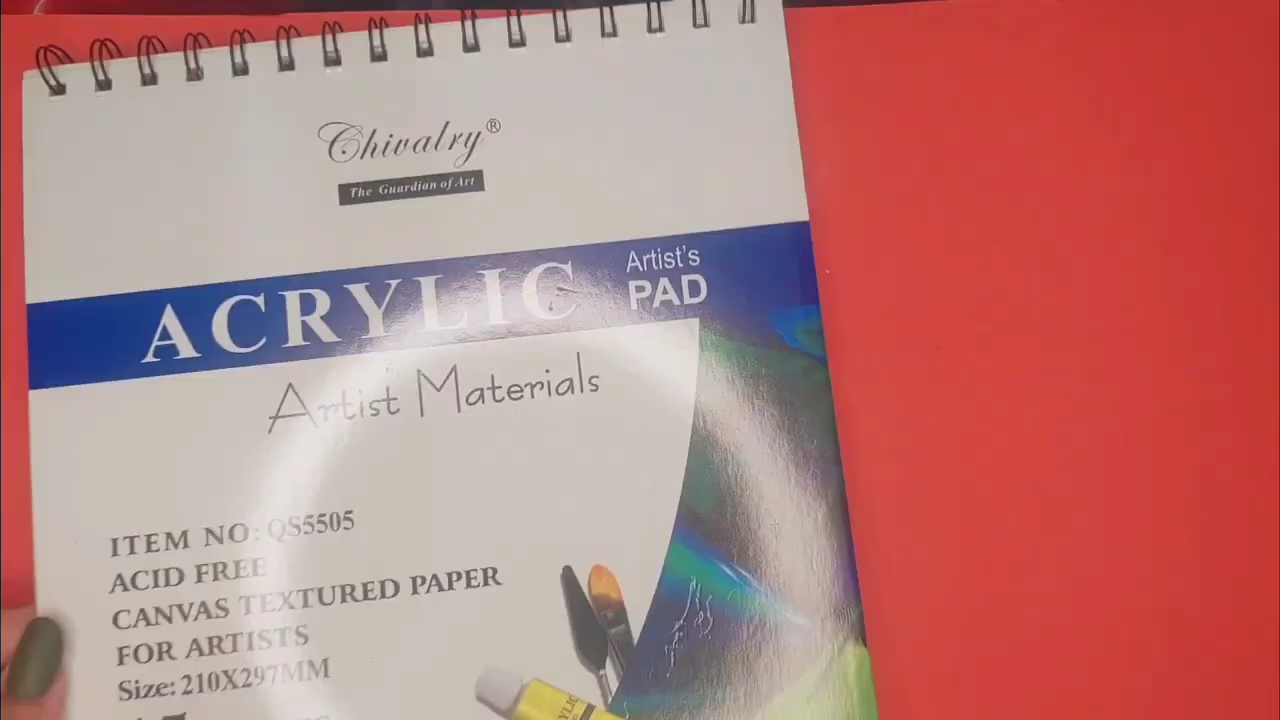 Chivalry®
The Guardian of Art
ACRYLIC
Artist's
PAD
Artist Materials
ITEM NO: QS5505
ACID FREE
CANVAS TEXTURED PAPER
FOR ARTISTS
Size: 210X297MM